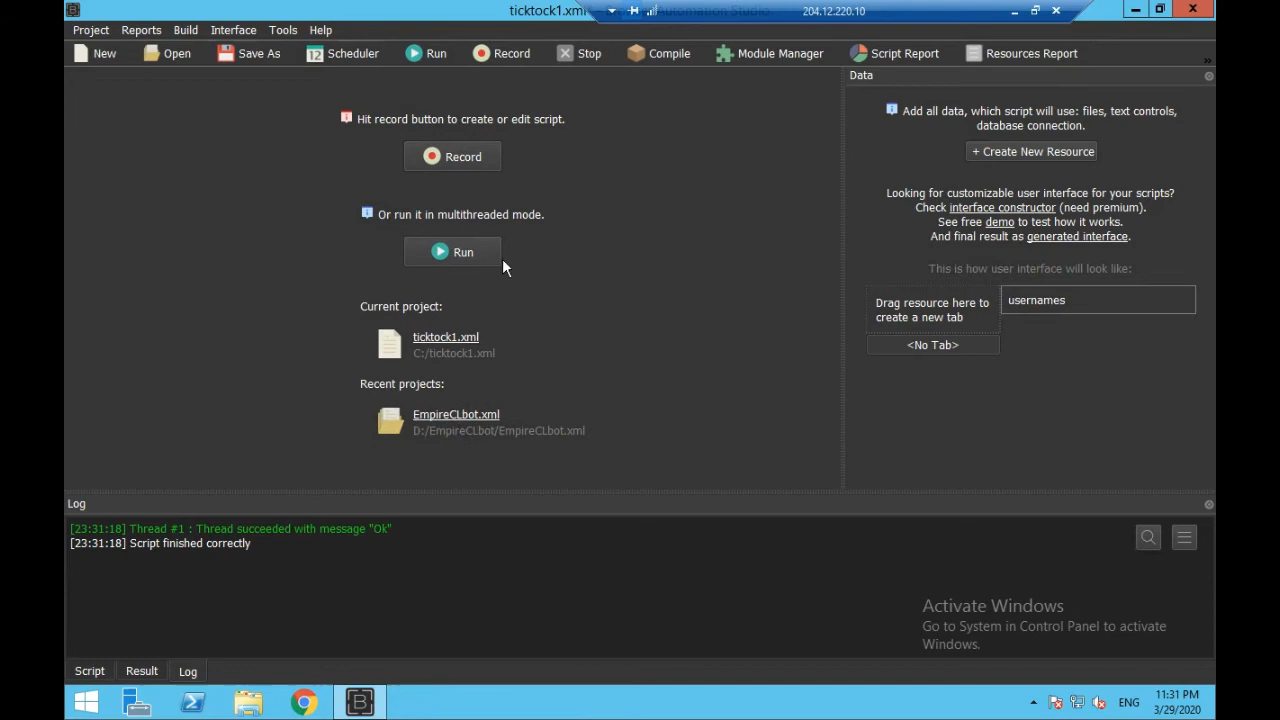 ticktock1.xml
204.12.220.10
Automation Studio
Project Reports Build Interface Tools Help
New Open Save As Scheduler Run Record Stop Compile Module Manager Script Report Resources Report »
12
Hit record button to create or edit script.
Record
Or run it in multithreaded mode.
Run
Current project:
ticktock1.xml
C:/ticktock1.xml
Recent projects:
EmpireCLbot.xml
D:/EmpireCLbot/EmpireCLbot.xml
Data
Add all data, which script will use: files, text controls,
database connection.
+ Create New Resource
Looking for customizable user interface for your scripts?
Check interface constructor (need premium).
See free demo to test how it works.
And final result as generated interface.
This is how user interface will look like:
Drag resource here to
create a new tab
<No Tab>
usernames
Log
[23:31:18] Thread #1 : Thread succeeded with message "Ok"
[23:31:18] Script finished correctly
Activate Windows
Go to System in Control Panel to activate
Windows.
Script Result Log
ENG
11:31 PM
3/29/2020